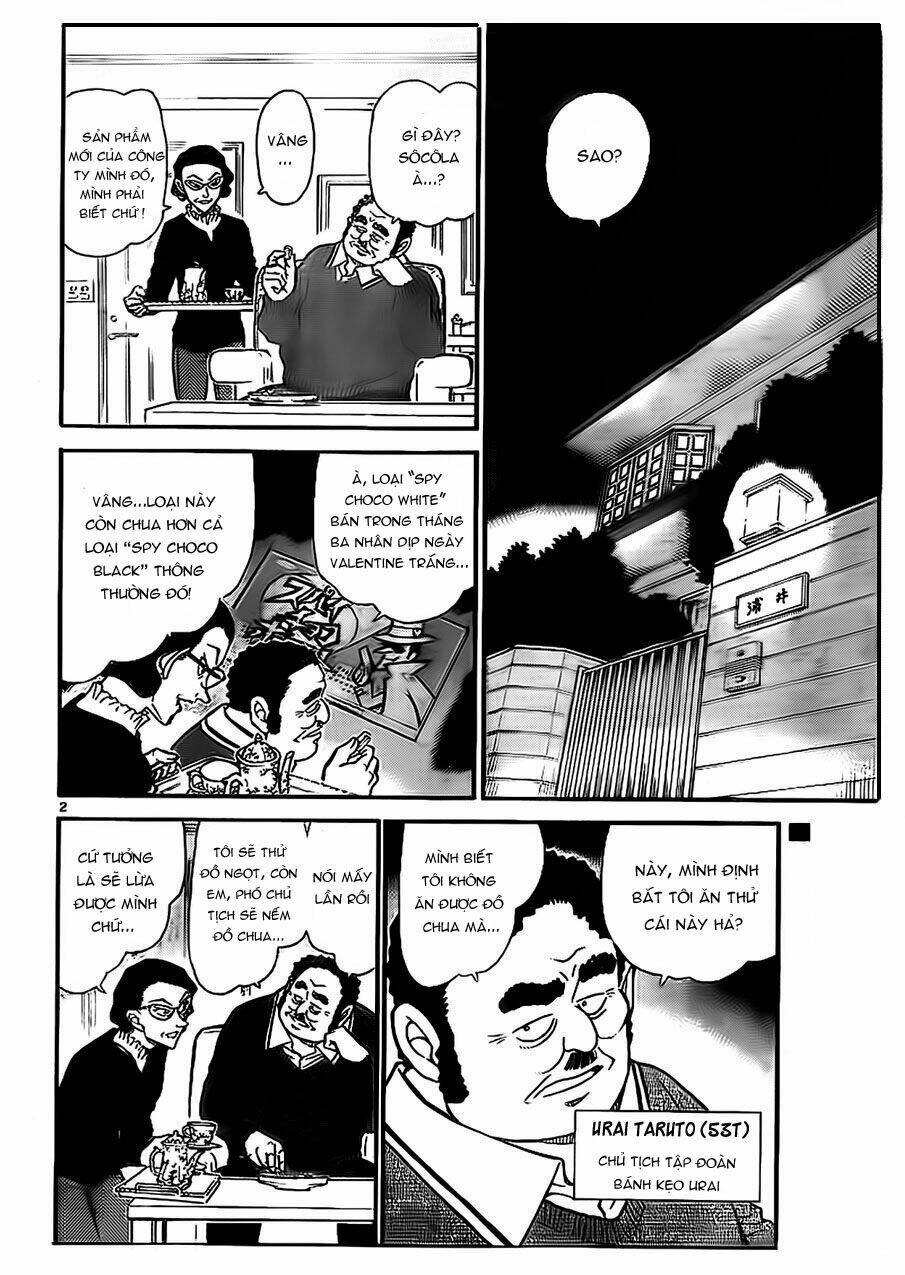 SAO?
浦井
GÌ ĐÂY?
SÔCÔLA
À...?
VÂNG
...
SẢN PHẨM
MỚI CỦA CÔNG
TY MÌNH ĐÓ,
MÌNH PHẢI
BIẾT CHỨ!
À, LOẠI "SPY
CHOCO WHITE"
BÁN TRONG THÁNG
BA NHÂN DỊP NGÀY
VALENTINE TRẮNG...
VÂNG...LOẠI NÀY
CÒN CHUA HƠN CẢ
LOẠI "SPY CHOCO
BLACK" THÔNG
THƯỜNG ĐÓ!
2
NÀY, MÌNH ĐỊNH
BẮT TÔI ĂN THỬ
CÁI NÀY HẢ?
MÌNH BIẾT
TÔI KHÔNG
ĂN ĐƯỢC ĐỒ
CHUA MÀ...
URAI TARUTO (53T)
CHỦ TỊCH TẬP ĐOÀN
BÁNH KẸO URAI
NÓI MẤY
LẦN RỒI
TÔI SẼ THỬ
ĐỒ NGỌT, CÒN
EM, PHÓ CHỦ
TỊCH SẼ NẾM
ĐỒ CHUA...
CỨ TƯỞNG
LÀ SẼ LỪA
ĐƯỢC MÌNH
CHỨ...